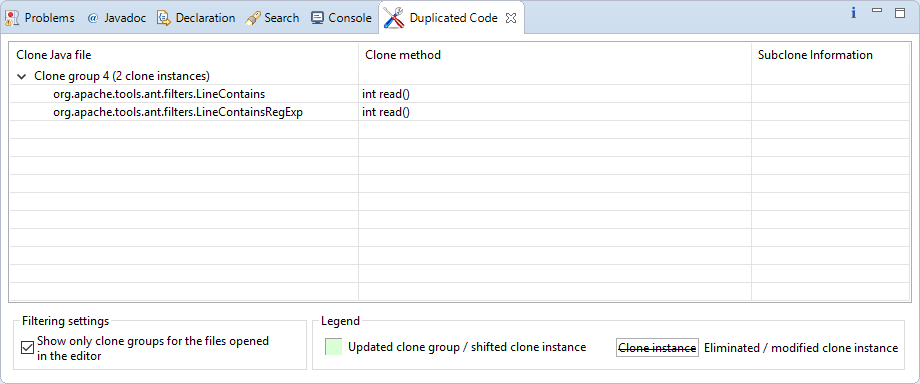 Problems @ Javadoc Declaration Search Console Duplicated Code
Clone Java file Clone method Subclone Information
Clone group 4 (2 clone instances)
org.apache.tools.ant.filters.LineContains int read()
org.apache.tools.ant.filters.LineContainsRegExp int read()
Filtering settings Legend
Show only clone groups for the files opened
in the editor
Updated clone group / shifted clone instance Clone instance Eliminated / modified clone instance